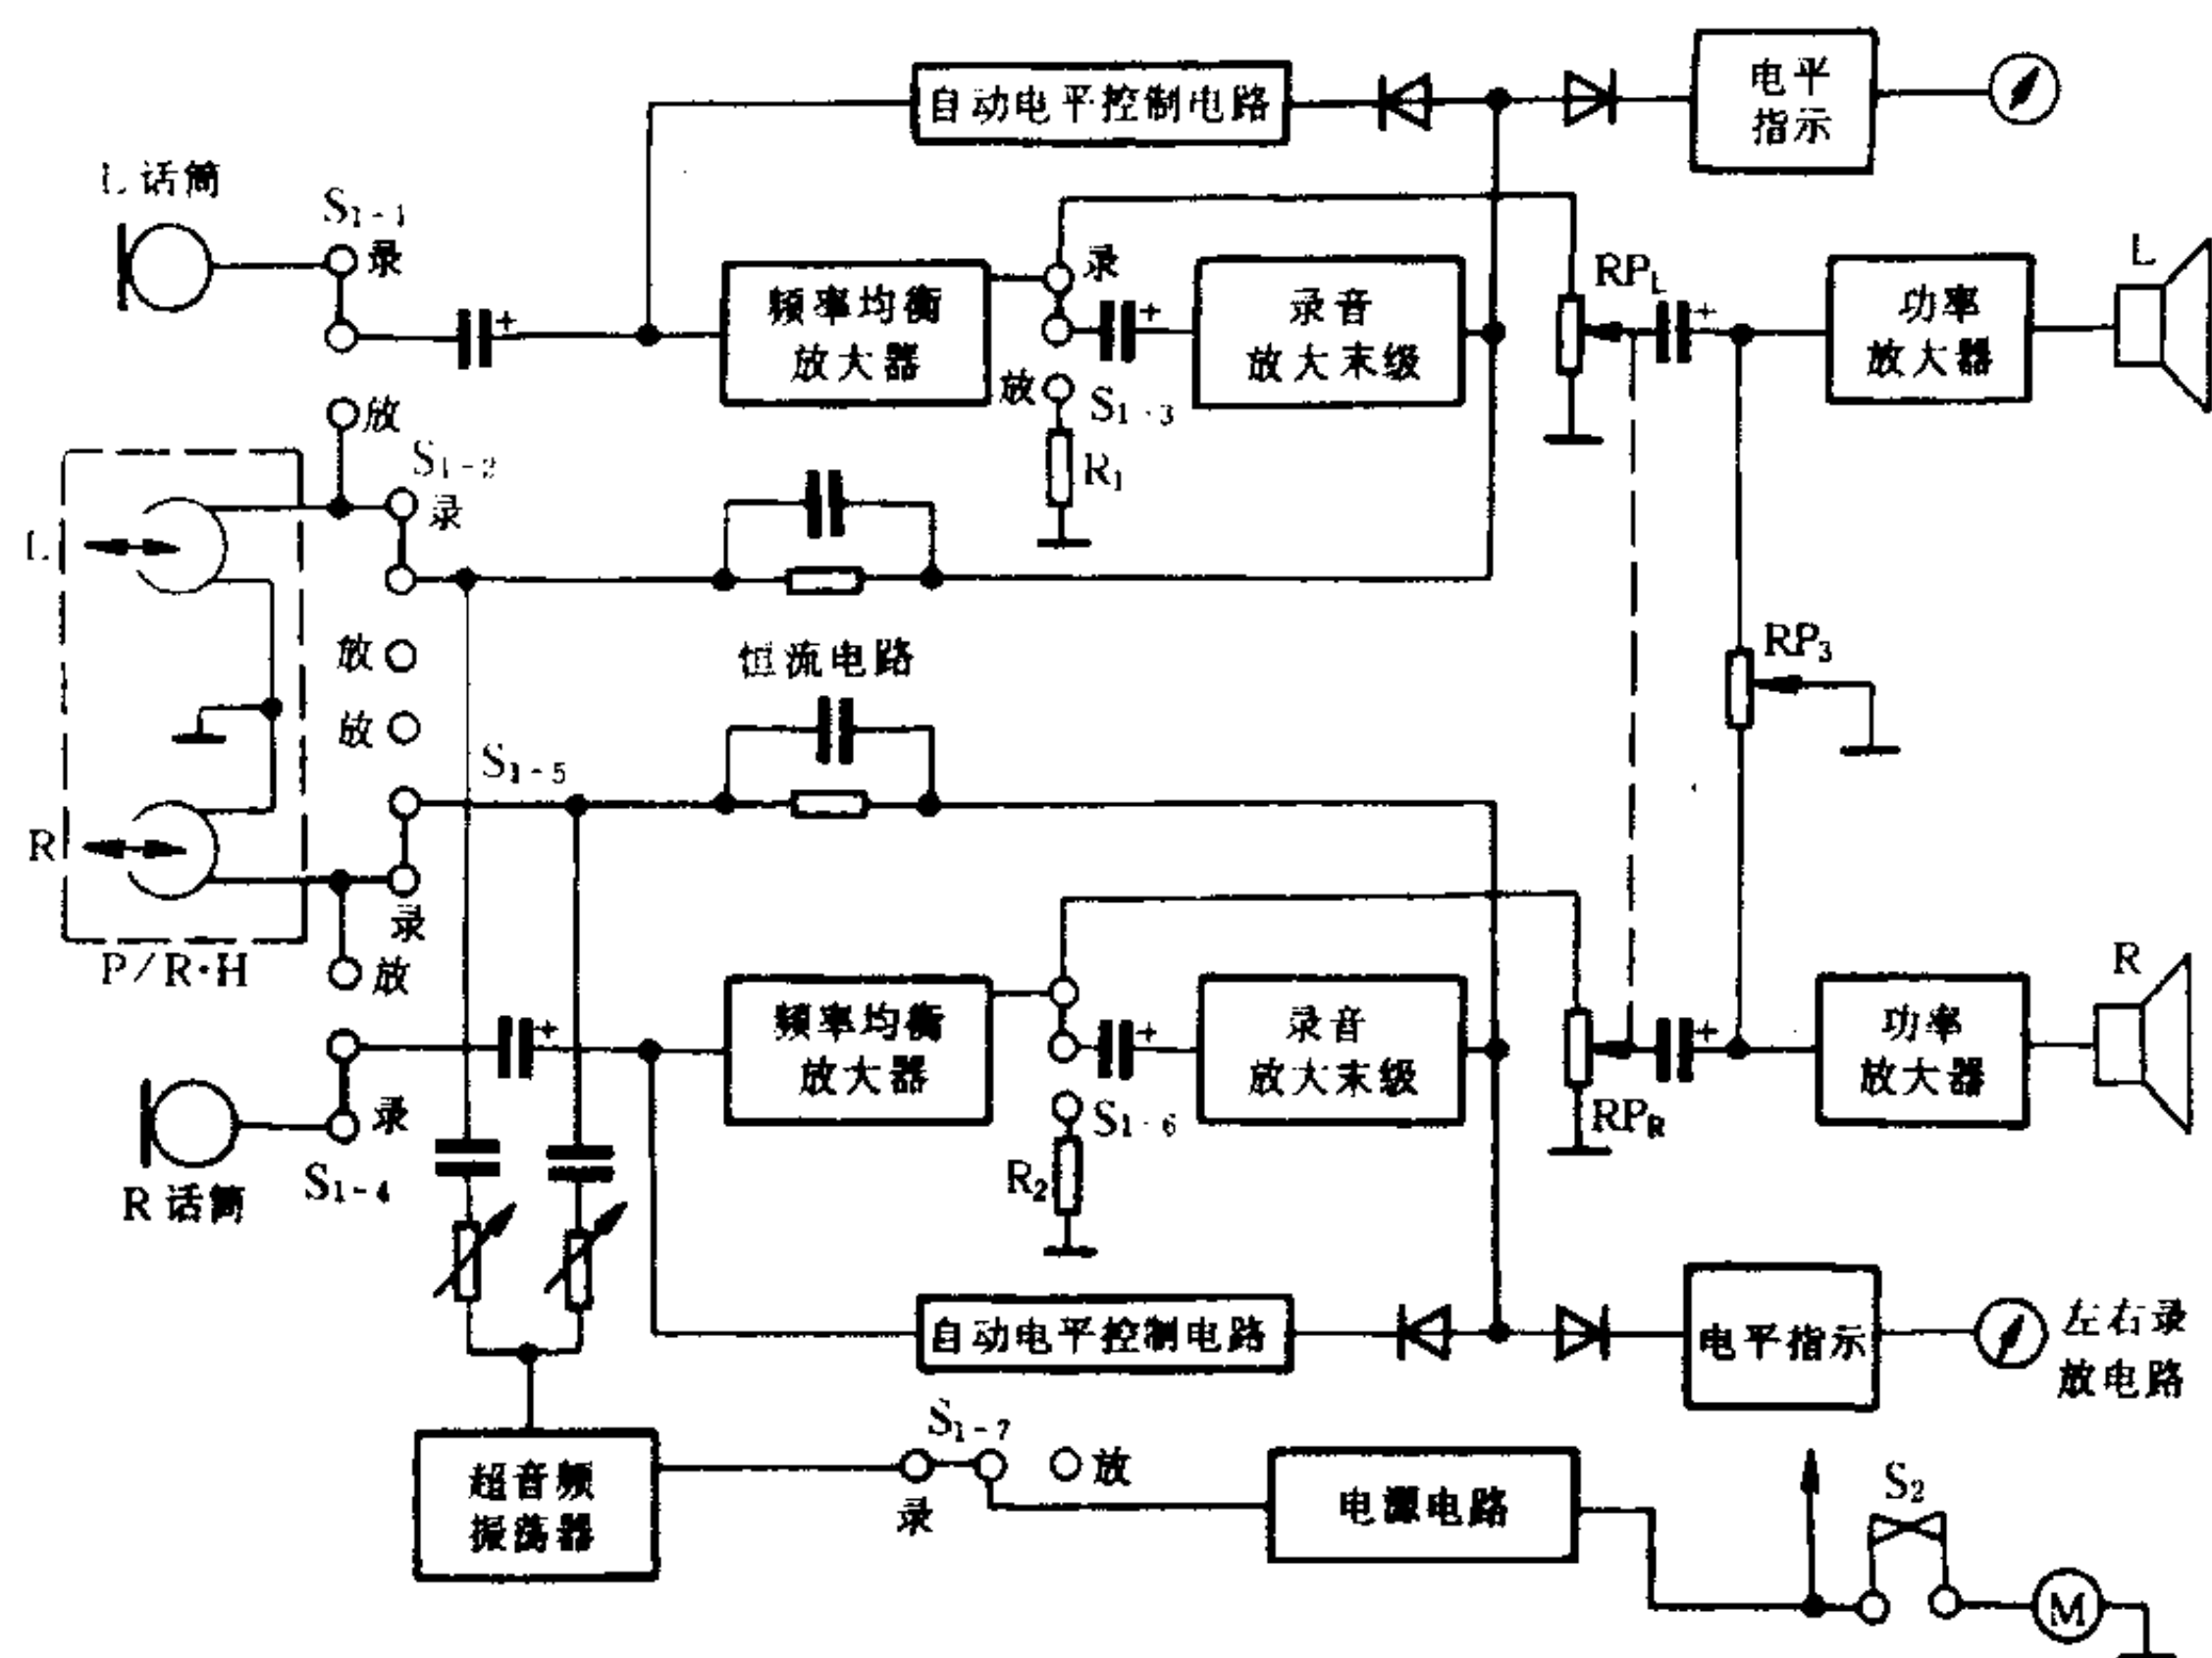 电平
指示
自动电平控制电路
L 话筒
S1-1
录
录
RPL
L
频率均衡
放大器
录音
放大末级
功率
放大器
放
放
S1-3
S1-2
录
R1
L
RP3
放
恒流电路
放
S1-5
R
录
P/R·H
放
R
频率均衡
放大器
录音
放大末级
功率
放大器
录
S1-6
RPR
S1-4
R 话筒
R2
自动电平控制电路
电平指示
左右录
放电路
S1-7
放
超音频
振荡器
录
电源电路
S2
M